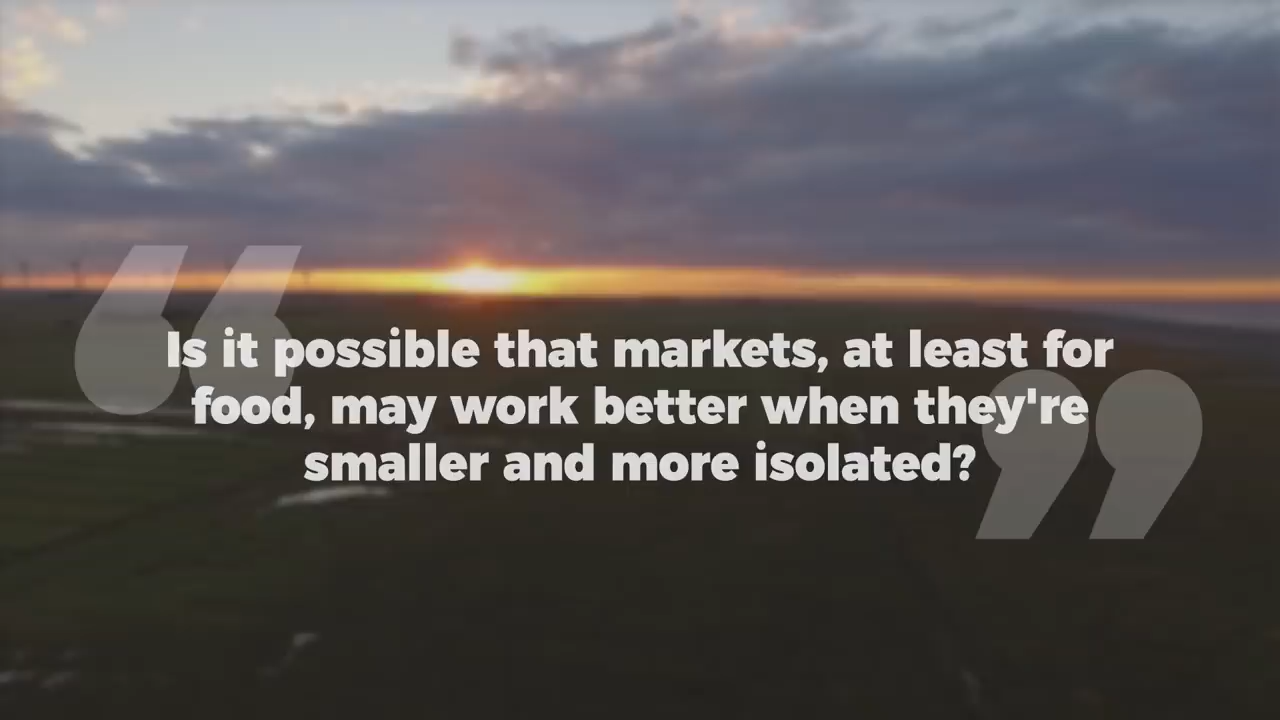 Is it possible that markets, at least for
food, may work better when they're
smaller and more isolated?